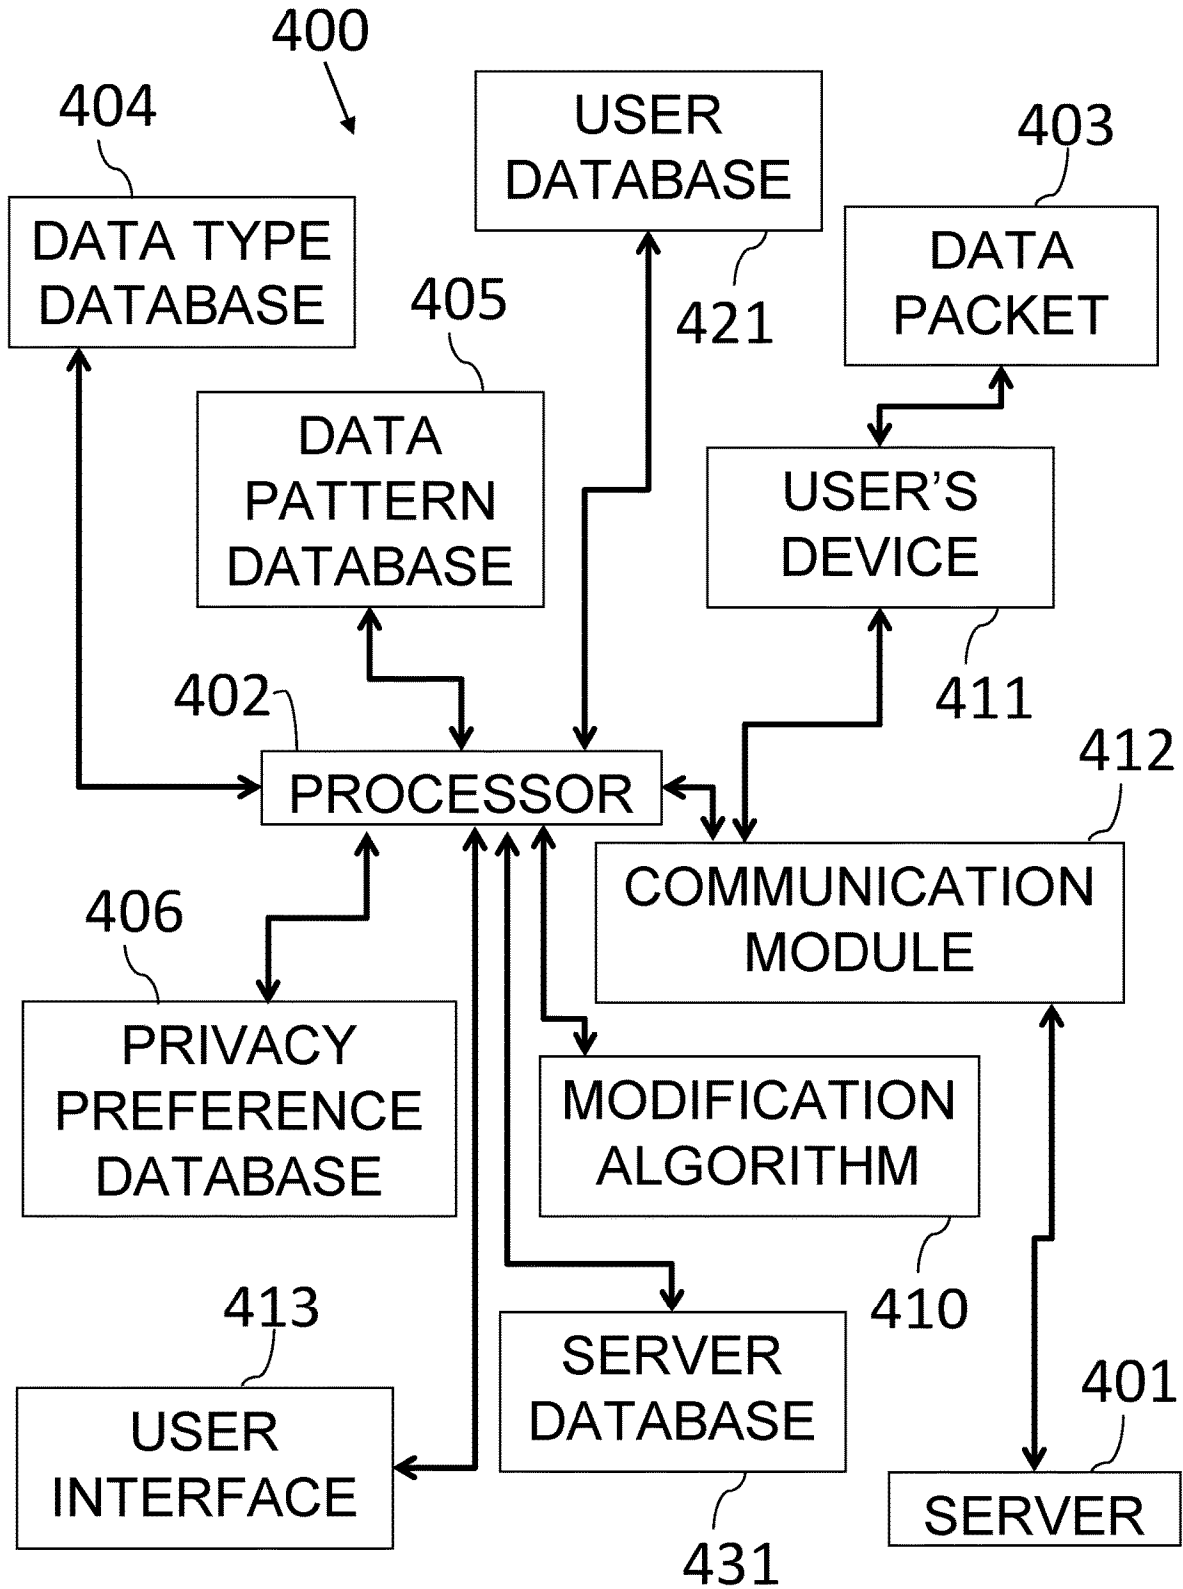 400
404
USER
DATABASE
403
DATA TYPE
DATABASE
DATA
PACKET
405
421
DATA
PATTERN
DATABASE
USER'S
DEVICE
402
411
412
PROCESSOR
COMMUNICATION
MODULE
406
PRIVACY
PREFERENCE
DATABASE
MODIFICATION
ALGORITHM
413
410
SERVER
DATABASE
401
USER
INTERFACE
SERVER
431